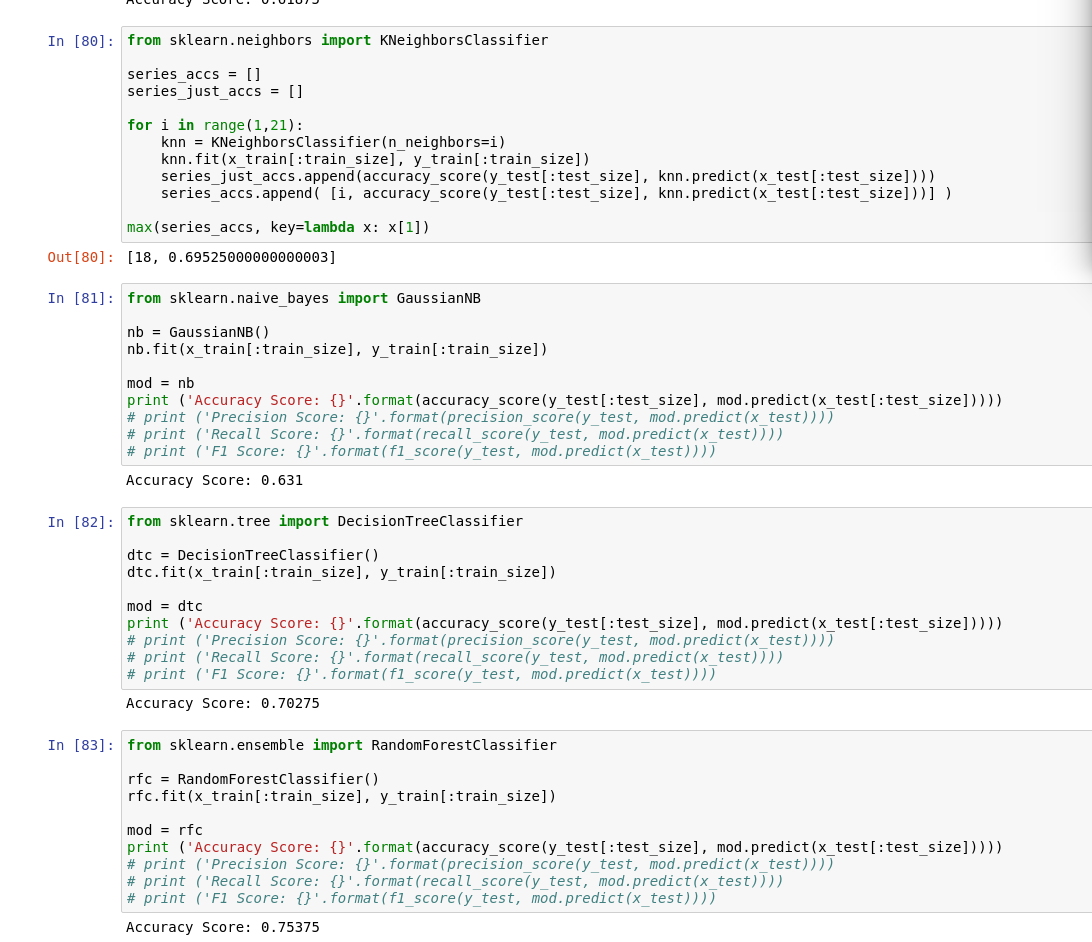 Accuracy Score: 0.61875
In [80]: from sklearn.neighbors import KNeighborsClassifier
series_accs = []
series_just_accs = []
for i in range(1,21):
    knn = KNeighborsClassifier(n_neighbors=i)
    knn.fit(x_train[:train_size], y_train[:train_size])
    series_just_accs.append(accuracy_score(y_test[:test_size], knn.predict(x_test[:test_size])))
    series_accs.append( [i, accuracy_score(y_test[:test_size], knn.predict(x_test[:test_size]))] )
max(series_accs, key=lambda x: x[1])
Out[80]: [18, 0.69525000000000003]
In [81]: from sklearn.naive_bayes import GaussianNB
nb = GaussianNB()
nb.fit(x_train[:train_size], y_train[:train_size])
mod = nb
print ('Accuracy Score: {}'.format(accuracy_score(y_test[:test_size], mod.predict(x_test[:test_size]))))
# print ('Precision Score: {}'.format(precision_score(y_test, mod.predict(x_test))))
# print ('Recall Score: {}'.format(recall_score(y_test, mod.predict(x_test))))
# print ('F1 Score: {}'.format(f1_score(y_test, mod.predict(x_test))))
Accuracy Score: 0.631
In [82]: from sklearn.tree import DecisionTreeClassifier
dtc = DecisionTreeClassifier()
dtc.fit(x_train[:train_size], y_train[:train_size])
mod = dtc
print ('Accuracy Score: {}'.format(accuracy_score(y_test[:test_size], mod.predict(x_test[:test_size]))))
# print ('Precision Score: {}'.format(precision_score(y_test, mod.predict(x_test))))
# print ('Recall Score: {}'.format(recall_score(y_test, mod.predict(x_test))))
# print ('F1 Score: {}'.format(f1_score(y_test, mod.predict(x_test))))
Accuracy Score: 0.70275
In [83]: from sklearn.ensemble import RandomForestClassifier
rfc = RandomForestClassifier()
rfc.fit(x_train[:train_size], y_train[:train_size])
mod = rfc
print ('Accuracy Score: {}'.format(accuracy_score(y_test[:test_size], mod.predict(x_test[:test_size]))))
# print ('Precision Score: {}'.format(precision_score(y_test, mod.predict(x_test))))
# print ('Recall Score: {}'.format(recall_score(y_test, mod.predict(x_test))))
# print ('F1 Score: {}'.format(f1_score(y_test, mod.predict(x_test))))
Accuracy Score: 0.75375